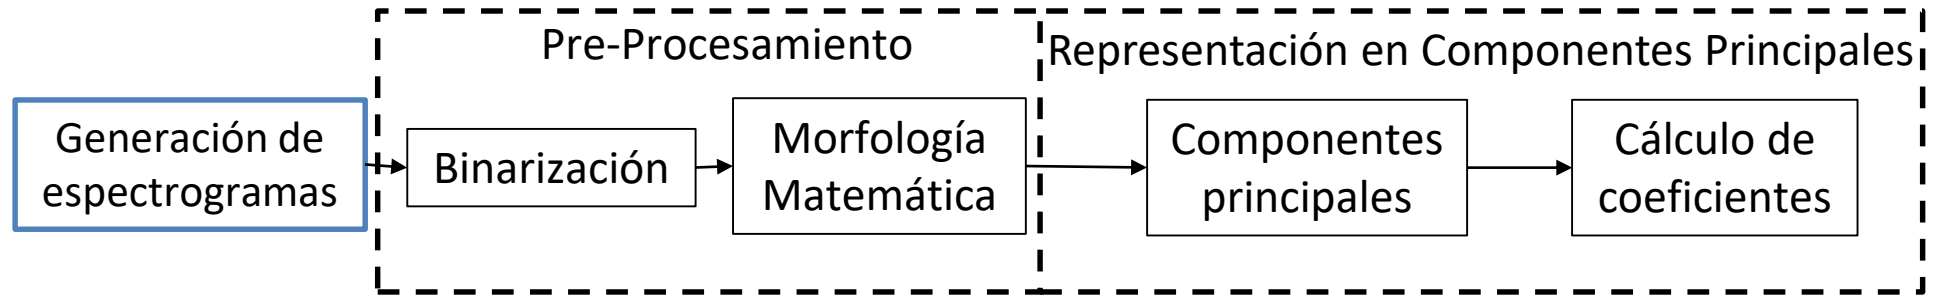 Pre-Procesamiento
Representación en Componentes Principales
Generación de
espectrogramas
Binarización
Morfología
Matemática
Componentes
principales
Cálculo de
coeficientes